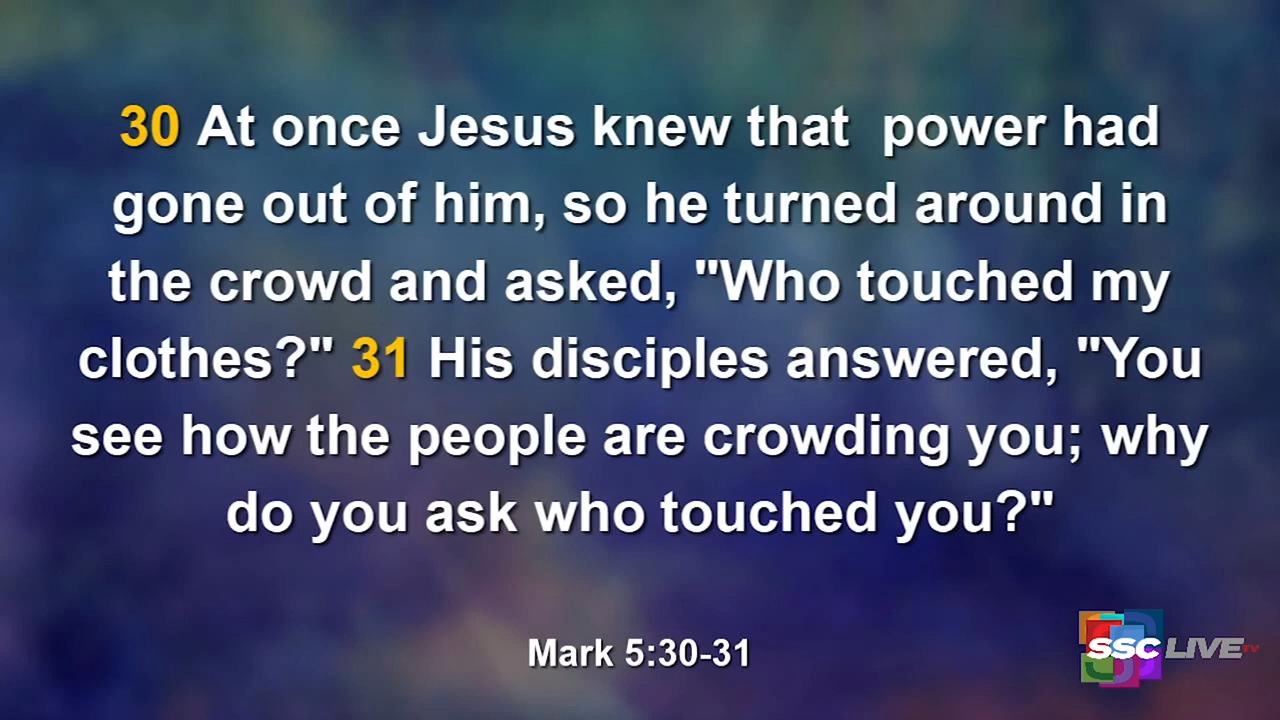 30 At once Jesus knew that  power had
gone out of him, so he turned around in
the crowd and asked, "Who touched my
clothes?" 31 His disciples answered, "You
see how the people are crowding you; why
do you ask who touched you?"
Mark 5:30-31
SSC LIVE TV